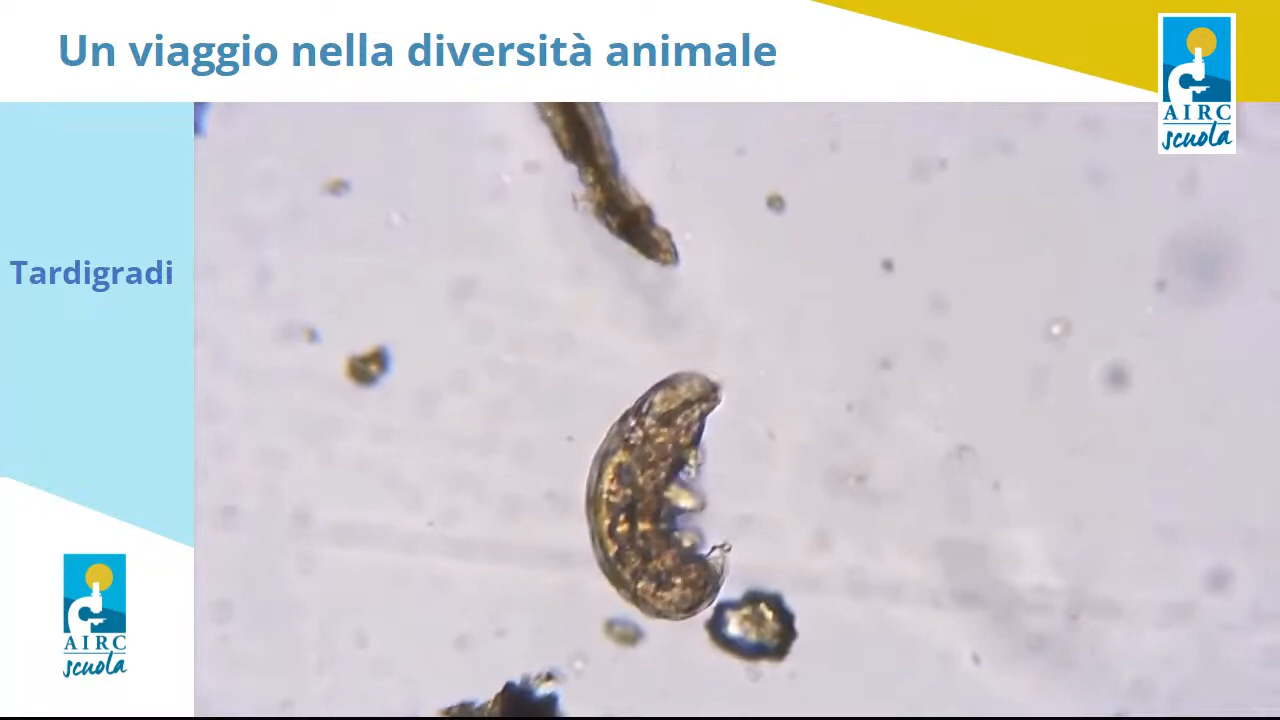 Un viaggio nella diversità animale
AIRC
scuola
Tardigradi
AIRC
scuola